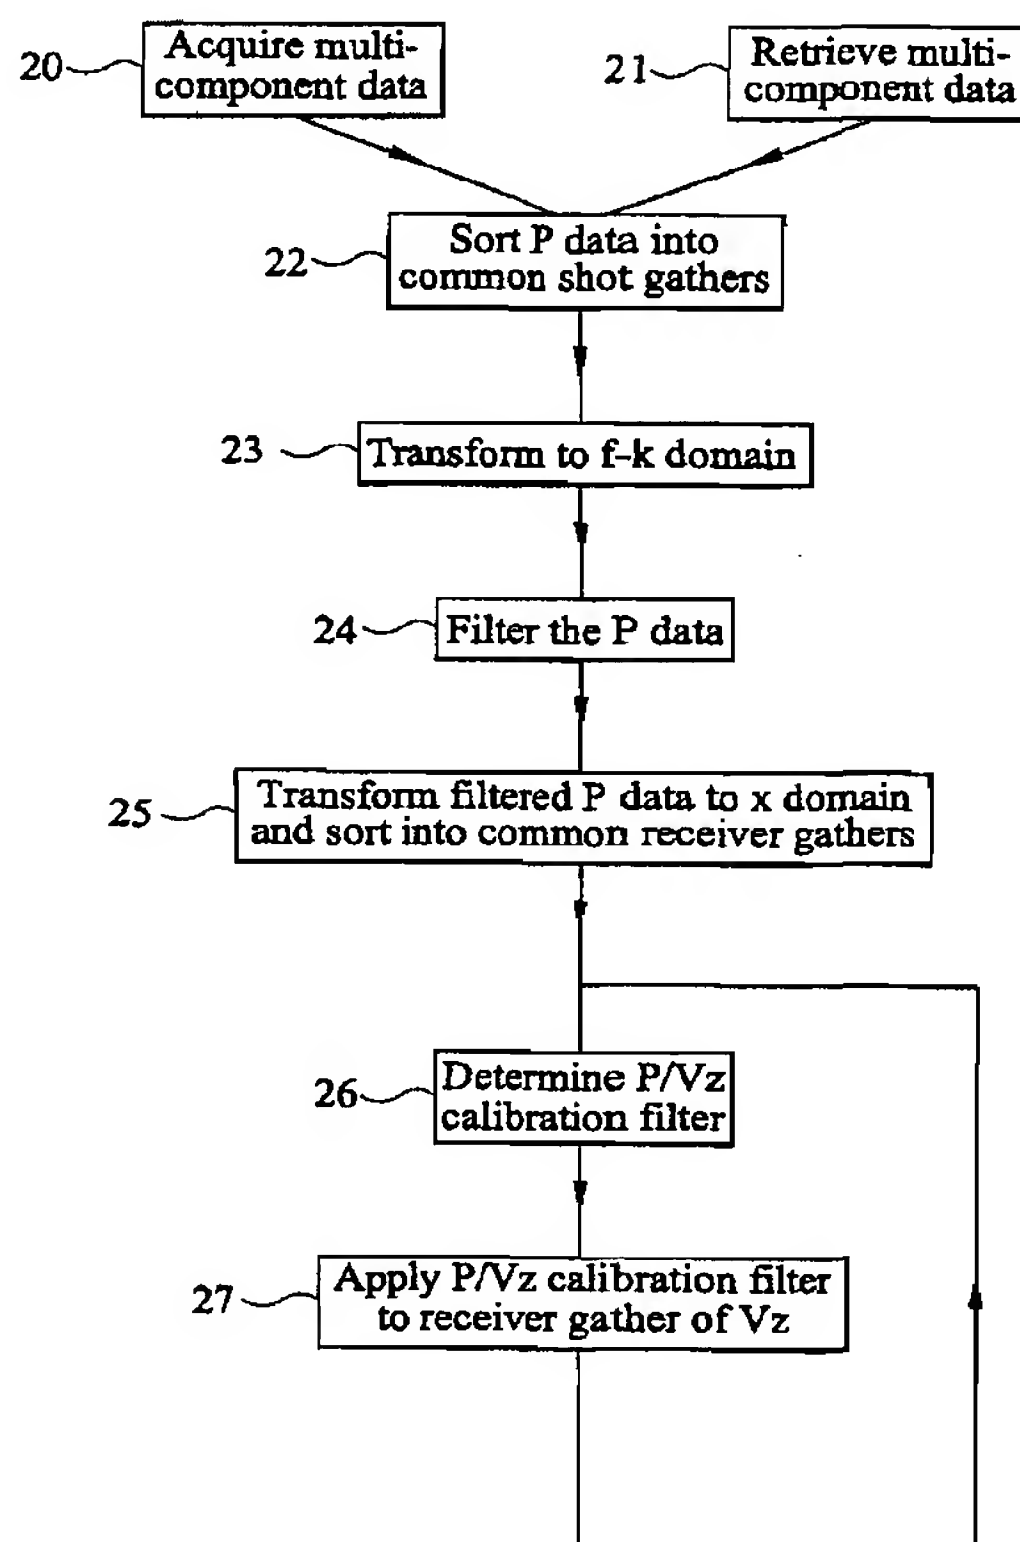 20
Acquire multi-
component data
21
Retrieve multi-
component data
22
Sort P data into
common shot gathers
23
Transform to f-k domain
24
Filter the P data
25
Transform filtered P data to x domain
and sort into common receiver gathers
26
Determine P/Vz
calibration filter
27
Apply P/Vz calibration filter
to receiver gather of Vz